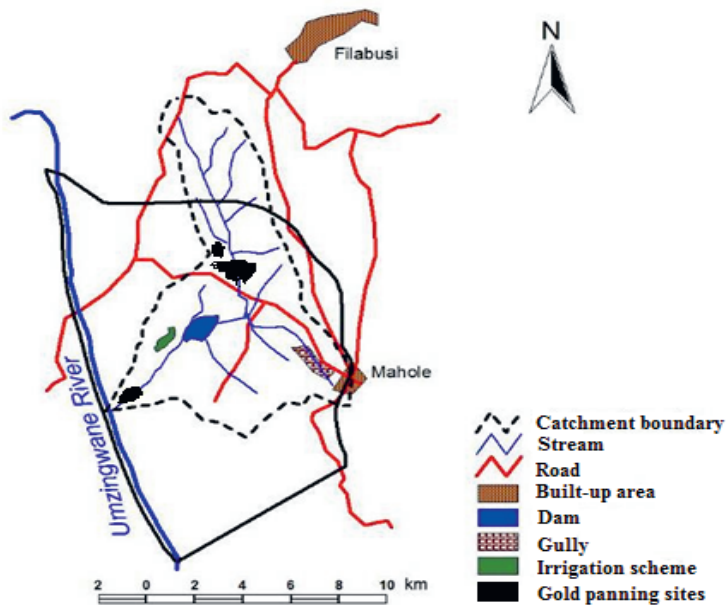 N
Filabusi
Mahole
Umzingwane River
Catchment boundary
Stream
Road
Built-up area
Dam
Gully
Irrigation scheme
Gold panning sites
2 0 2 4 6 8 10 km